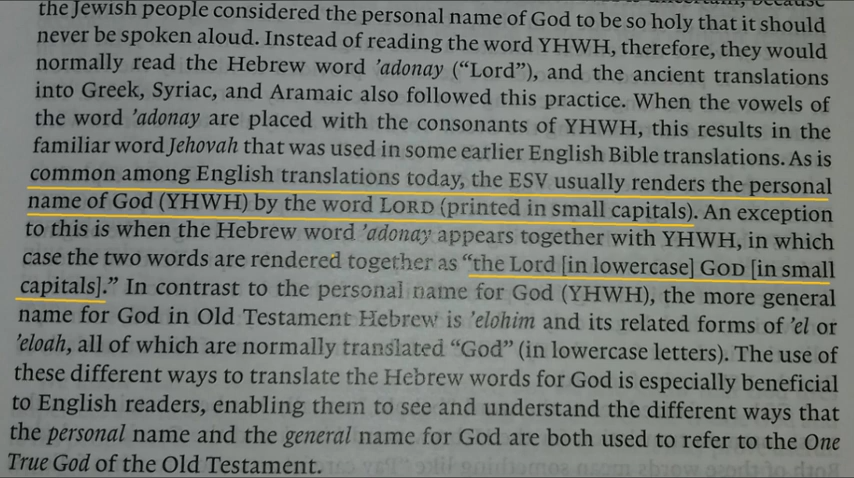 the Jewish people considered the personal name of God to be so holy that it should
never be spoken aloud. Instead of reading the word YHWH, therefore, they would
normally read the Hebrew word ’adonay (“Lord”), and the ancient translations
into Greek, Syriac, and Aramaic also followed this practice. When the vowels of
the word ’adonay are placed with the consonants of YHWH, this results in the
familiar word Jehovah that was used in some earlier English Bible translations. As is
common among English translations today, the ESV usually renders the personal
name of God (YHWH) by the word LORD (printed in small capitals). An exception
to this is when the Hebrew word ’adonay appears together with YHWH, in which
case the two words are rendered together as “the Lord [in lowercase] GOD [in small
capitals].” In contrast to the personal name for God (YHWH), the more general
name for God in Old Testament Hebrew is ’elohim and its related forms of ’el or
’eloah, all of which are normally translated “God” (in lowercase letters). The use of
these different ways to translate the Hebrew words for God is especially beneficial
to English readers, enabling them to see and understand the different ways that
the personal name and the general name for God are both used to refer to the One
True God of the Old Testament.